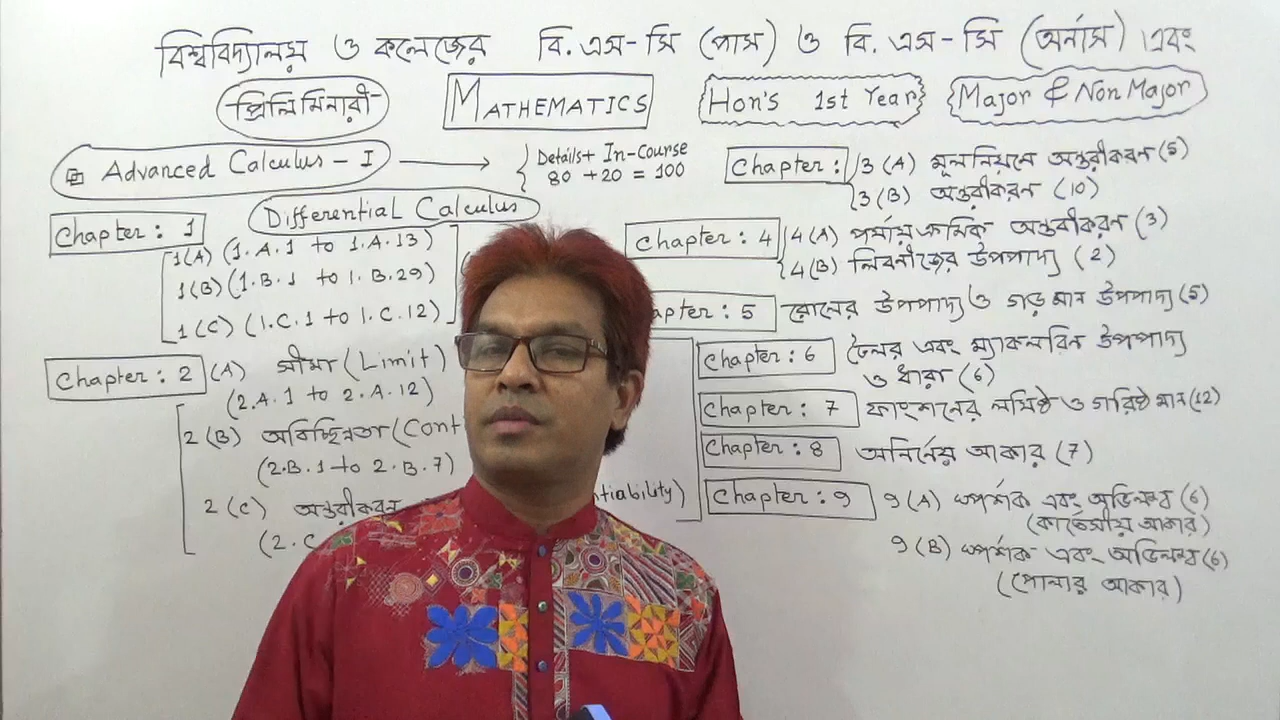 বিশ্ববিদ্যালয় ও কলেজের বি. এস-সি (পাস) ও বি. এস-সি (অনার্স) এবং
প্রিলিমিনারী MATHEMATICS Hon's 1st Year Major & Non Major
Advanced Calculus - I → Details + In-Course
80 + 20 = 100
Differential Calculus
Chapter: 1
1(A) (1.A.1 to 1.A.13)
1(B) (1.B.1 to 1.B.29)
1(C) (1.C.1 to 1.C.12)
Chapter: 2 (A) সীমা (Limit)
(2.A.1 to 2.A.12)
2(B) অবিচ্ছিন্নতা (Cont
(2.B.1 to 2.B.7)
2(C) অন্তরীকরন ntiability)
(2.C
Chapter: 3(A) মূলনিয়মে অন্তরীকরণ (5)
3(B) অন্তরীকরণ (10)
Chapter: 4 4(A) পর্যায়ক্রমিক অন্তরীকরণ (3)
4(B) লিবনীজের উপপাদ্য (2)
apter: 5 রোলের উপপাদ্য ও গড় মান উপপাদ্য (5)
Chapter: 6 টেলর এবং ম্যাকলরিন উপপাদ্য
ও ধারা (6)
Chapter: 7 ফাংশনের লঘিষ্ঠ ও গরিষ্ঠ মান (12)
Chapter: 8 অনির্নেয় আকার (7)
Chapter: 9 9(A) স্পর্শক এবং অভিলম্ব (6)
(কার্তেসীয় আকার)
9(B) স্পর্শক এবং অভিলম্ব (6)
(পোলার আকার)